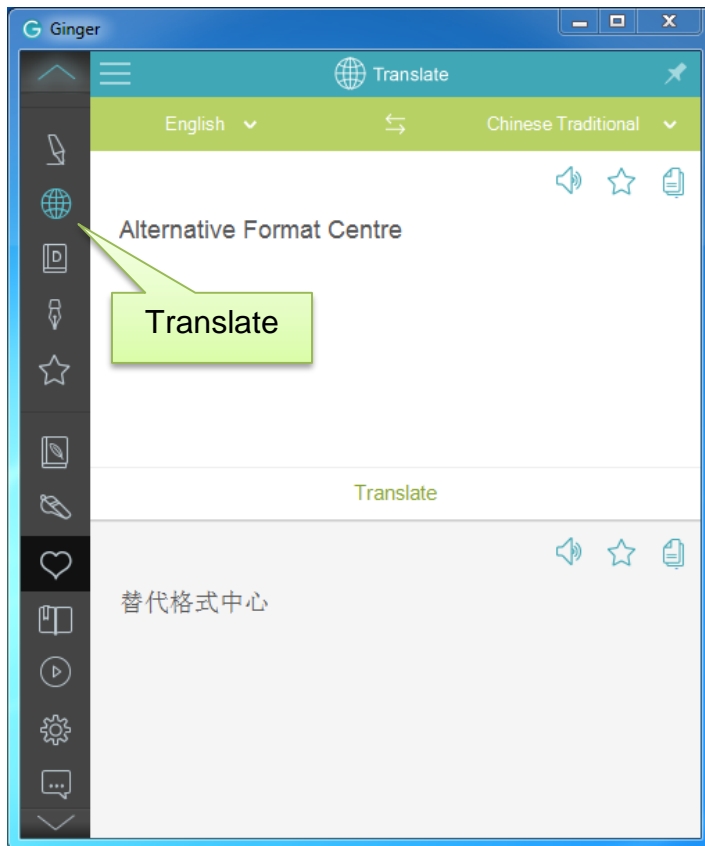 Ginger
Translate
English
Chinese Traditional
Alternative Format Centre
Translate
Translate
替代格式中心